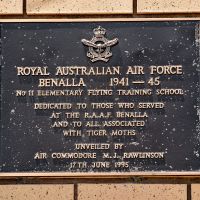 ROYAL AUSTRALIAN AIR FORCE
BENALLA — 1941 — 45
No 11 ELEMENTARY FLYING TRAINING SCHOOL
DEDICATED TO THOSE WHO SERVED
AT THE R.A.A.F. BENALLA
AND TO ALL ASSOCIATED
WITH TIGER MOTHS
UNVEILED BY
AIR COMMODORE M.J. RAWLINSON
17TH JUNE 1995